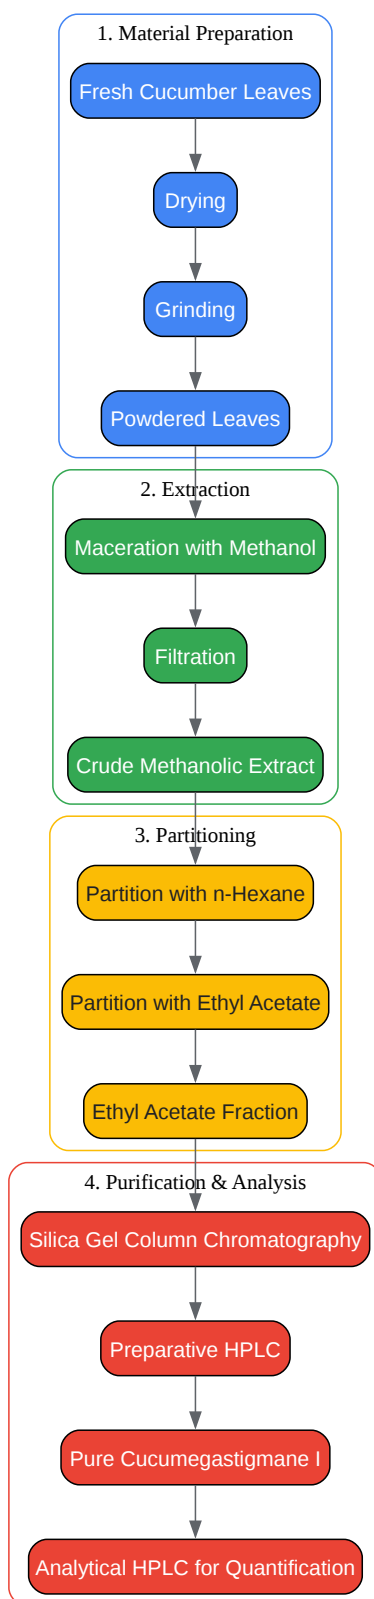 1. Material Preparation
Fresh Cucumber Leaves
Drying
Grinding
Powdered Leaves
2. Extraction
Maceration with Methanol
Filtration
Crude Methanolic Extract
3. Partitioning
Partition with n-Hexane
Partition with Ethyl Acetate
Ethyl Acetate Fraction
4. Purification & Analysis
Silica Gel Column Chromatography
Preparative HPLC
Pure Cucumegastigmane I
Analytical HPLC for Quantification